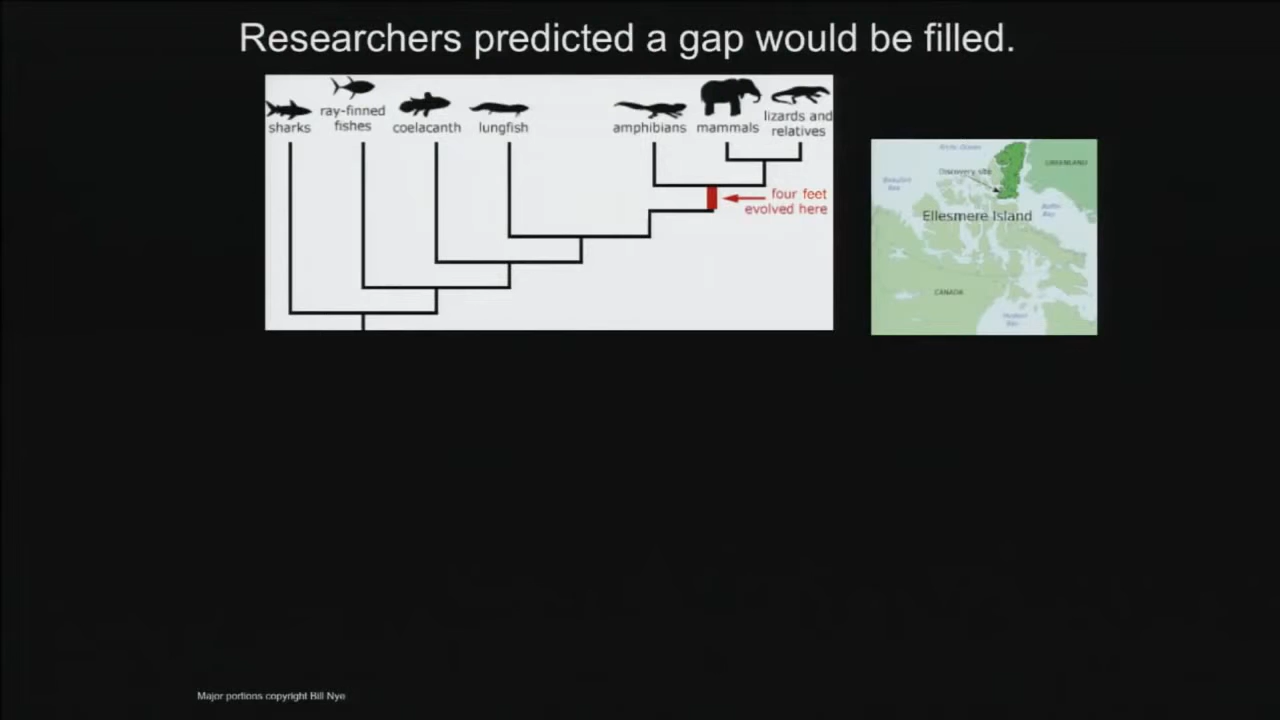 Researchers predicted a gap would be filled.
sharks
ray-finned
fishes
coelacanth
lungfish
amphibians
mammals
lizards and
relatives
four feet
evolved here
Arctic Ocean
GREENLAND
Discovery site
Beaufort
Sea
Baffin
Bay
Ellesmere Island
CANADA
Hudson
Bay
Major portions copyright Bill Nye